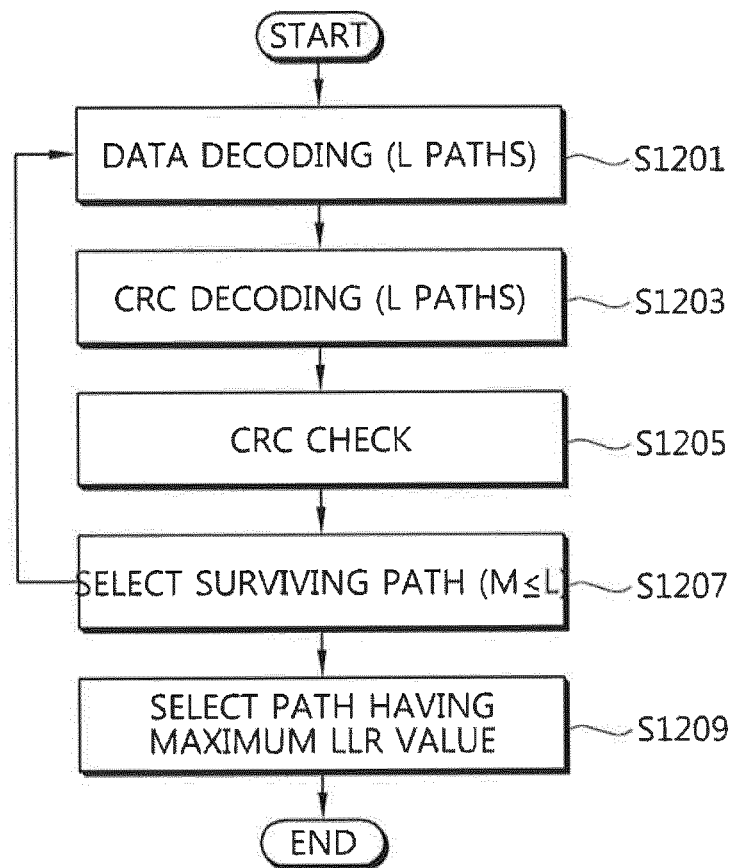 START
DATA DECODING (L PATHS)
S1201
CRC DECODING (L PATHS)
S1203
CRC CHECK
S1205
SELECT SURVIVING PATH (M≤L)
S1207
SELECT PATH HAVING
MAXIMUM LLR VALUE
S1209
END